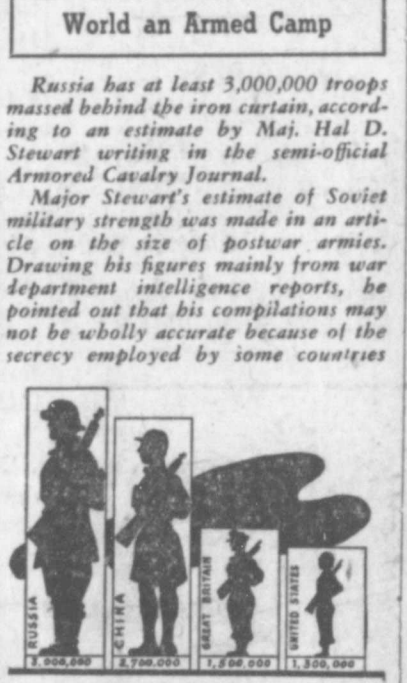 World an Armed Camp
Russia has at least 3,000,000 troops
massed behind the iron curtain, accord-
ing to an estimate by Maj. Hal D.
Stewart writing in the semi-official
Armored Cavalry Journal.
Major Stewart's estimate of Soviet
military strength was made in an arti-
cle on the size of postwar armies.
Drawing his figures mainly from war
department intelligence reports, he
pointed out that his compilations may
not be wholly accurate because of the
secrecy employed by some countries
RUSSIA
3,000,000
CHINA
2,700,000
GREAT BRITAIN
1,500,000
UNITED STATES
1,300,000